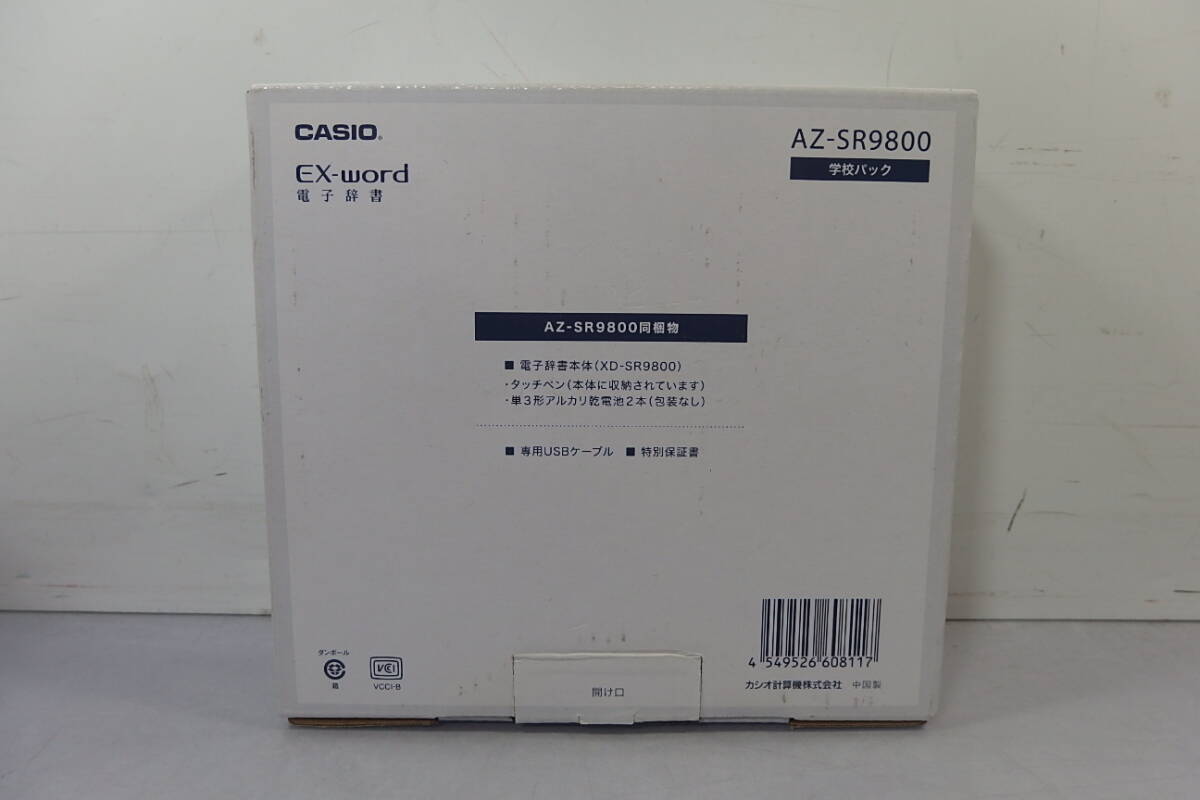 CASIO®
EX-word
電子辞書
AZ-SR9800
学校パック
AZ-SR9800同梱物
■ 電子辞書本体(XD-SR9800)
・タッチペン(本体に収納されています)
・単3形アルカリ乾電池2本(包装なし)
■ 専用USBケーブル ■ 特別保証書
ダンボール
箱
VCCI
VCCI-B
開け口
4 549526 608117
カシオ計算機株式会社 中国製